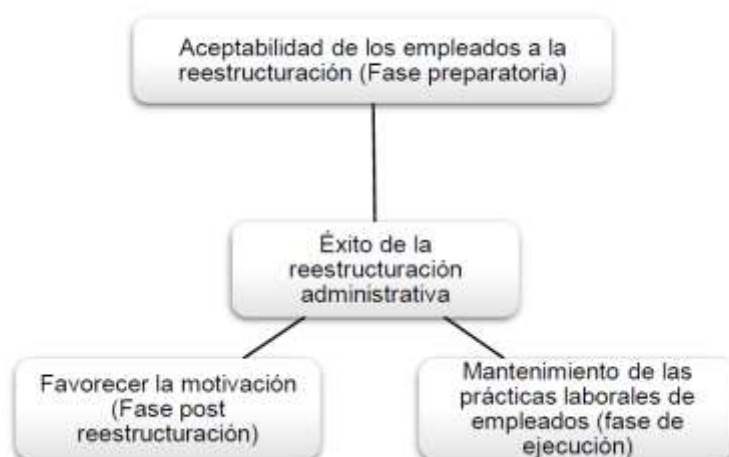 Aceptabilidad de los empleados a la
reestructuración (Fase preparatoria)
Éxito de la
reestructuración
administrativa
Favorecer la motivación
(Fase post
reestructuración)
Mantenimiento de las
prácticas laborales de
empleados (fase de
ejecución)